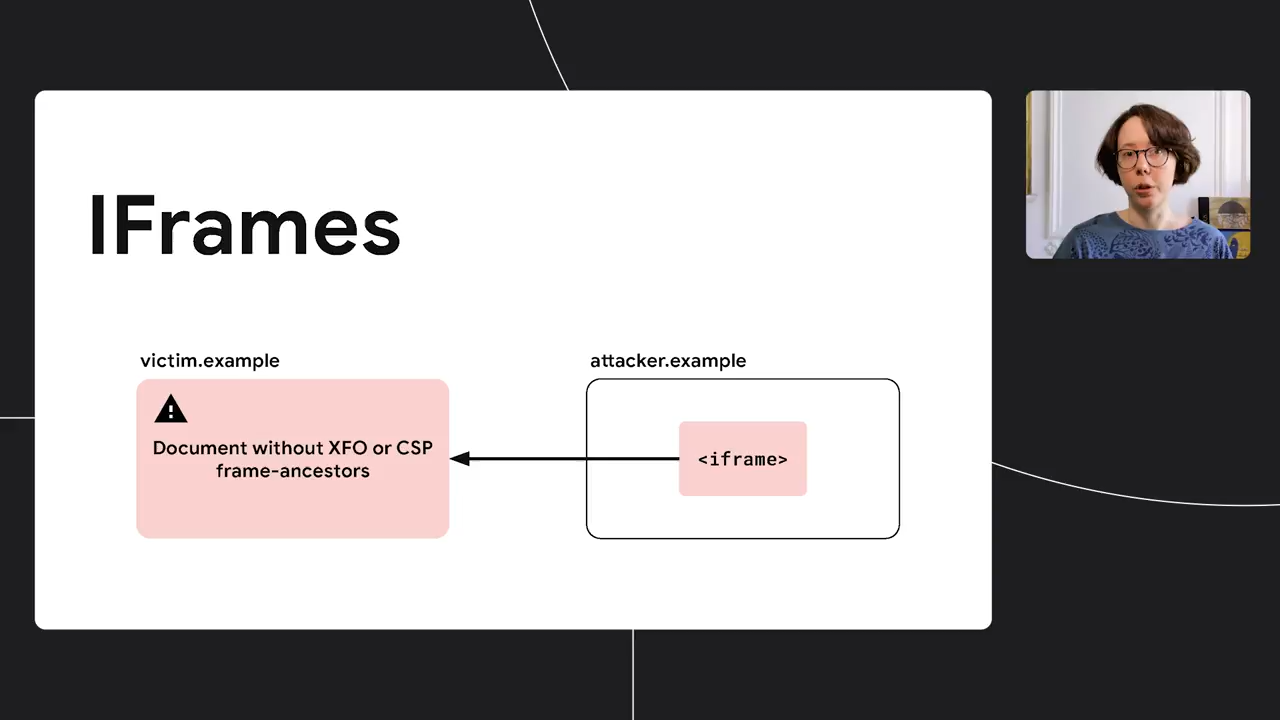 IFrames
victim.example
Document without XFO or CSP
frame-ancestors
attacker.example
<iframe>